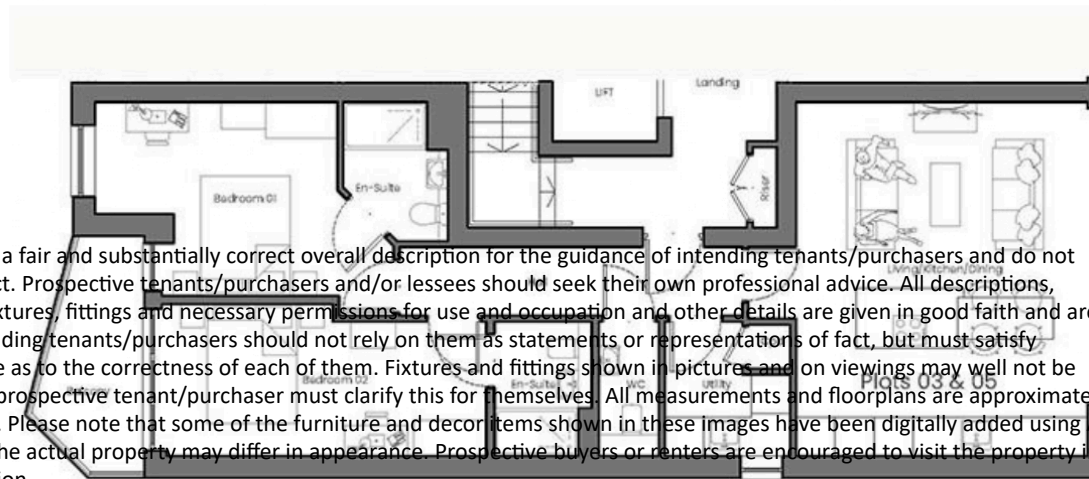 Landing
LIFT
En-Suite
Riser
Bedroom 01
a fair and substantially correct overall description for the guidance of intending tenants/purchasers and do not
Living/Kitchen/Dining
ct. Prospective tenants/purchasers and/or lessees should seek their own professional advice. All descriptions,
xtures, fittings and necessary permissions for use and occupation and other details are given in good faith and are
ding tenants/purchasers should not rely on them as statements or representations of fact, but must satisfy
e as to the correctness of each of them. Fixtures and fittings shown in pictures and on viewings may well not be
Bedroom 02
En-Suite
WC
Utility
Plots 03 & 05
Balcony
prospective tenant/purchaser must clarify this for themselves. All measurements and floorplans are approximate
. Please note that some of the furniture and decor items shown in these images have been digitally added using
he actual property may differ in appearance. Prospective buyers or renters are encouraged to visit the property i
ion